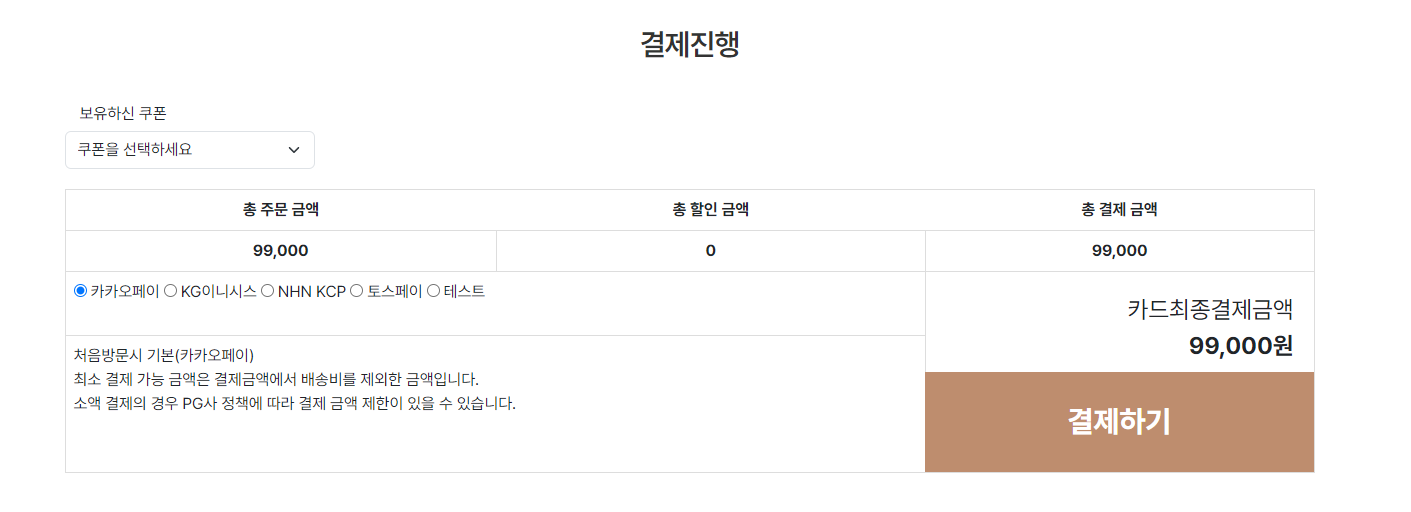 결제진행
보유하신 쿠폰
쿠폰을 선택하세요
총 주문 금액 총 할인 금액 총 결제 금액
99,000 0 99,000
카카오페이 KG이니시스 NHN KCP 토스페이 테스트
카드최종결제금액
99,000원
처음방문시 기본(카카오페이)
최소 결제 가능 금액은 결제금액에서 배송비를 제외한 금액입니다.
소액 결제의 경우 PG사 정책에 따라 결제 금액 제한이 있을 수 있습니다.
결제하기